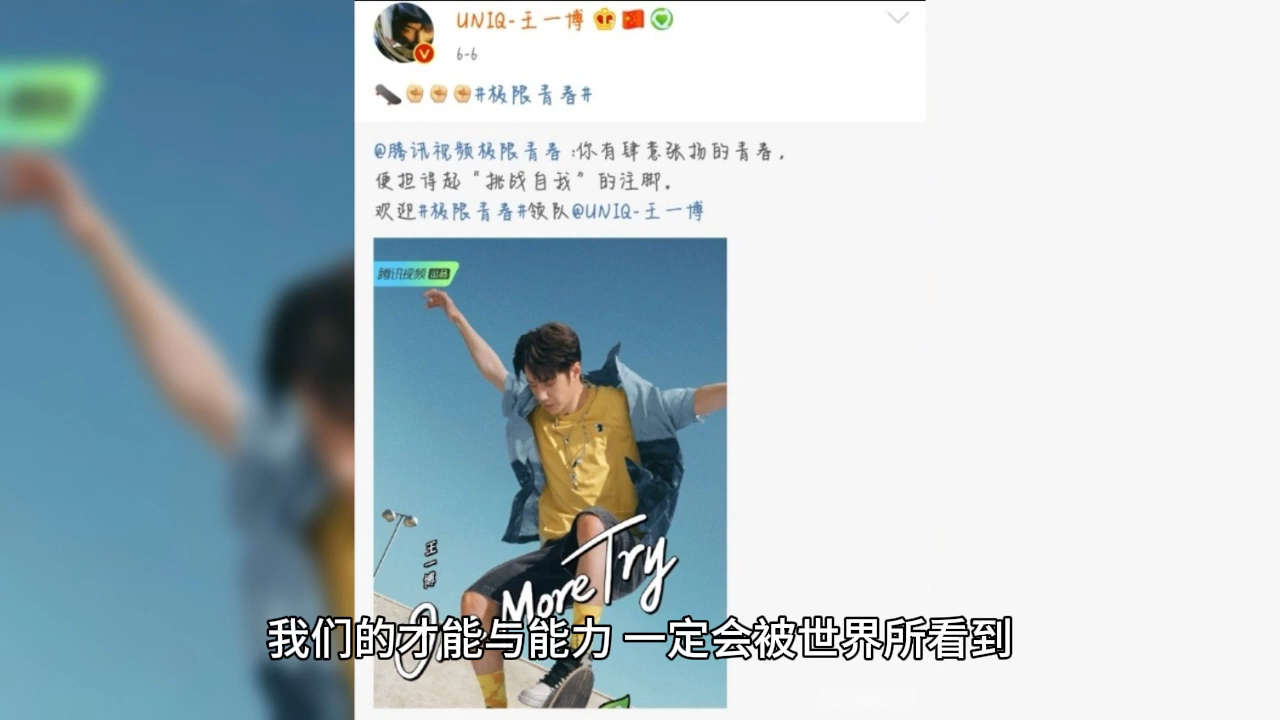 UNIQ-王一博
6-6
#极限青春#
@腾讯视频极限青春:你有肆意张扬的青春，
便担得起“挑战自我”的注脚。
欢迎#极限青春#领队@UNIQ-王一博
腾讯视频 出品
王一博
More Try
我们的才能与能力 一定会被世界所看到